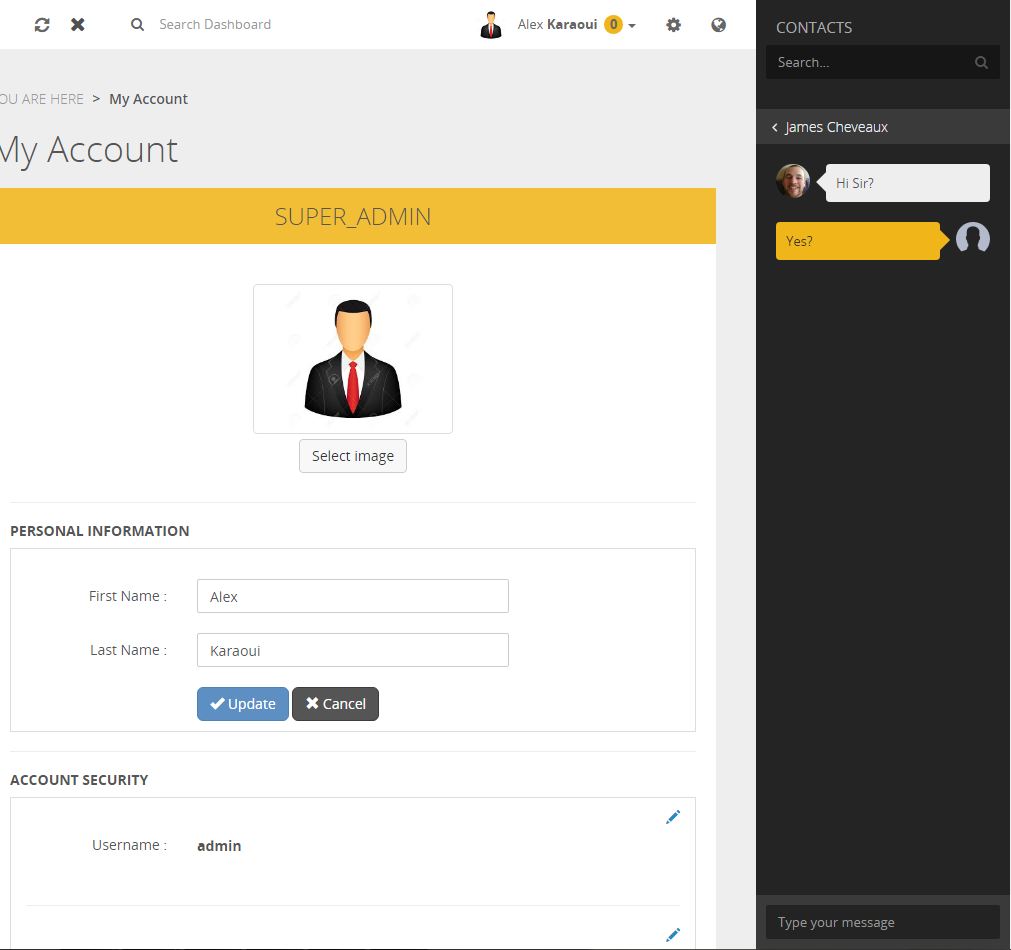 Search Dashboard
Alex Karaoui 0
OU ARE HERE > My Account
My Account
SUPER_ADMIN
Select image
PERSONAL INFORMATION
First Name : Alex
Last Name : Karaoui
Update Cancel
ACCOUNT SECURITY
Username : admin
CONTACTS
Search...
James Cheveaux
Hi Sir?
Yes?
Type your message